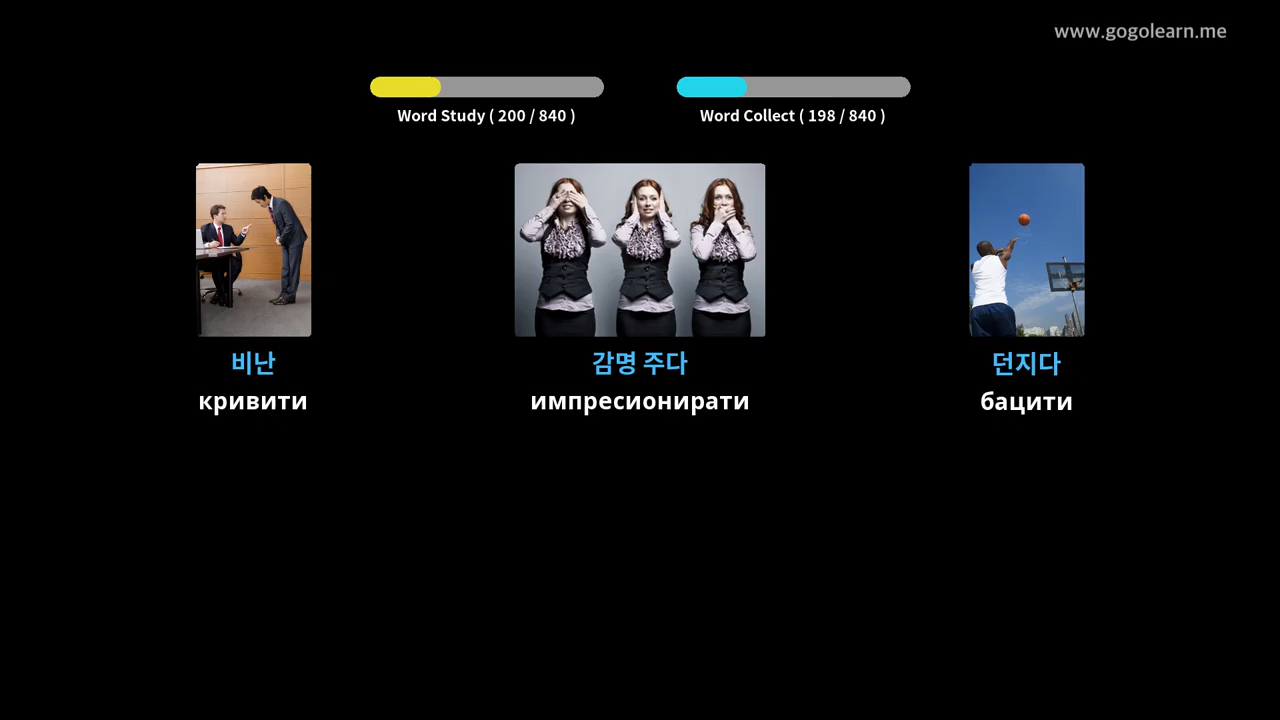 www.gogolearn.me
Word Study ( 200 / 840 )
Word Collect ( 198 / 840 )
비난
감명 주다
던지다
кривити
импресионирати
бацити